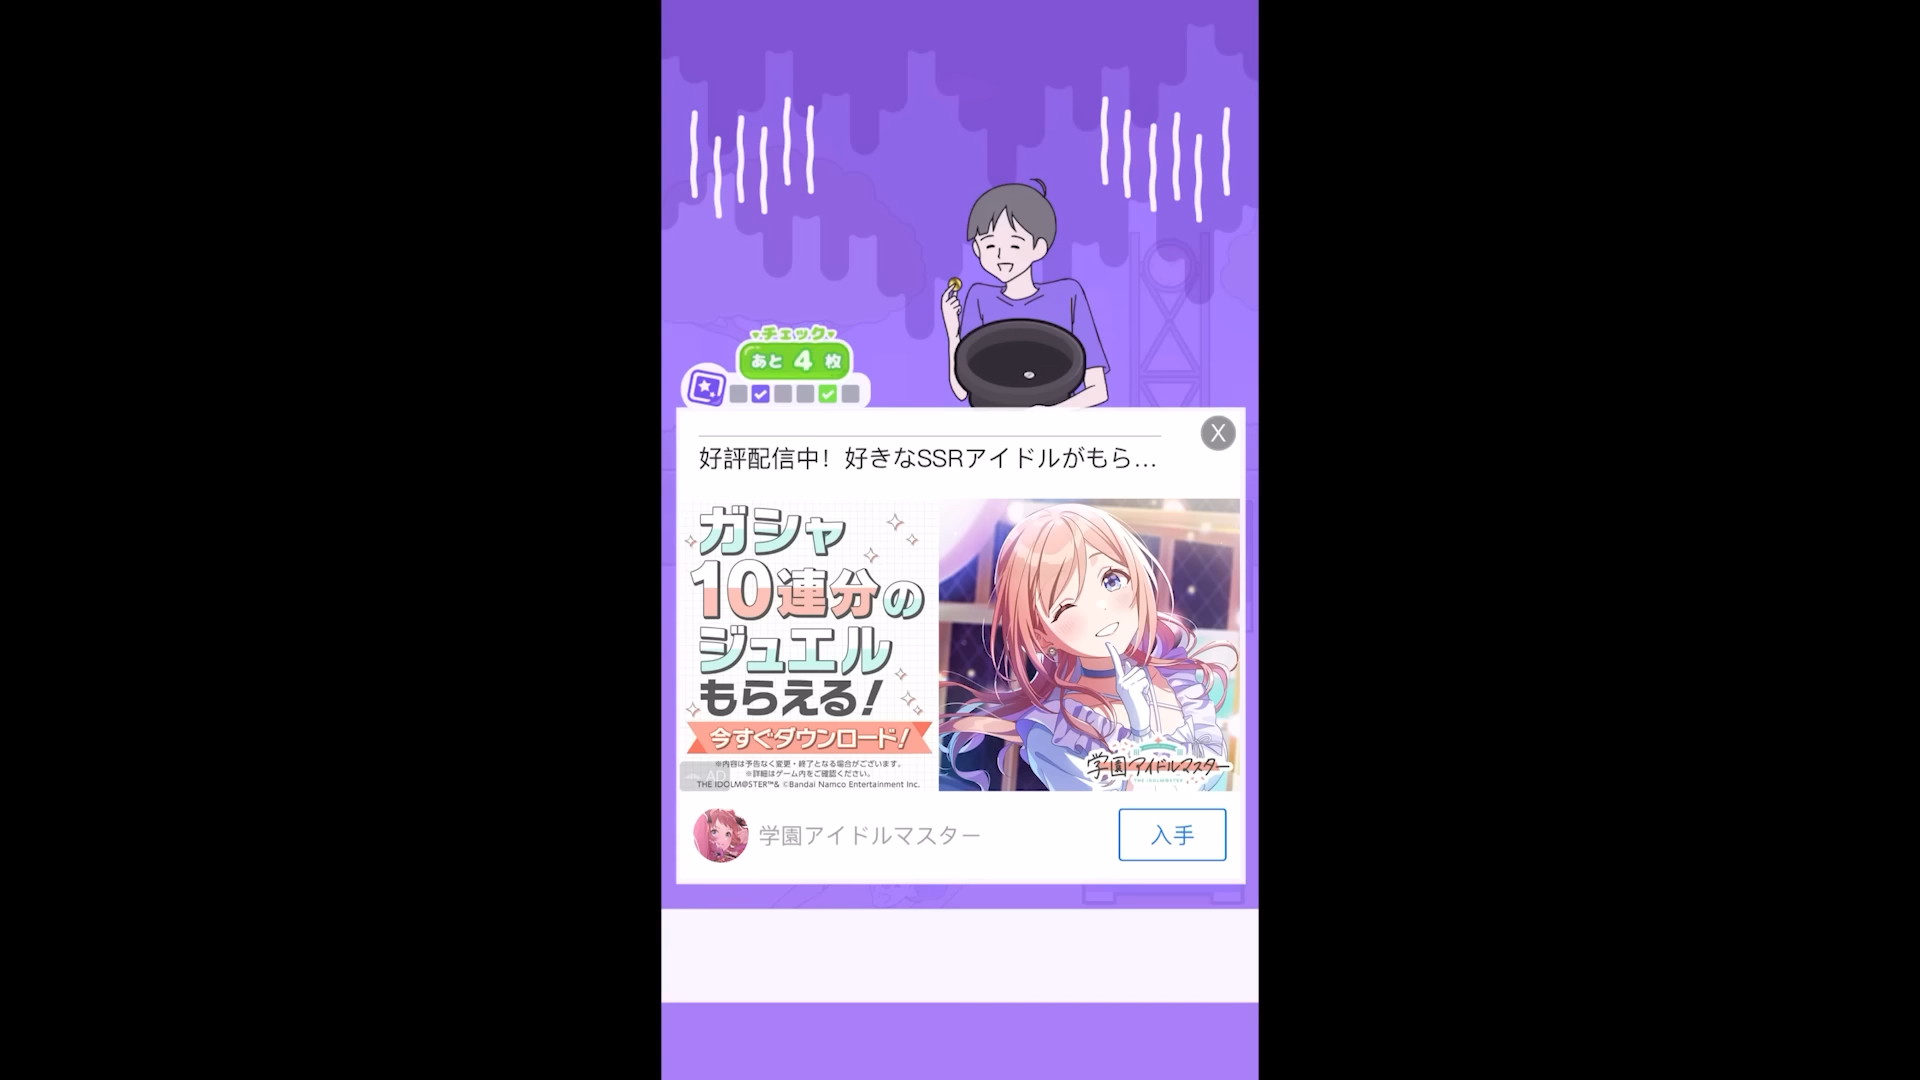 チェック
あと 4 枚
X
好評配信中！好きなSSRアイドルがもら…
ガシャ
10連分の
ジュエル
もらえる！
今すぐダウンロード！
※内容は予告なく変更・終了となる場合がございます。
※詳細はゲーム内をご確認ください。
THE IDOLM@STER™& ©Bandai Namco Entertainment Inc.
AD
学園アイドルマスター
THE IDOLM@STER
学園アイドルマスター
入手